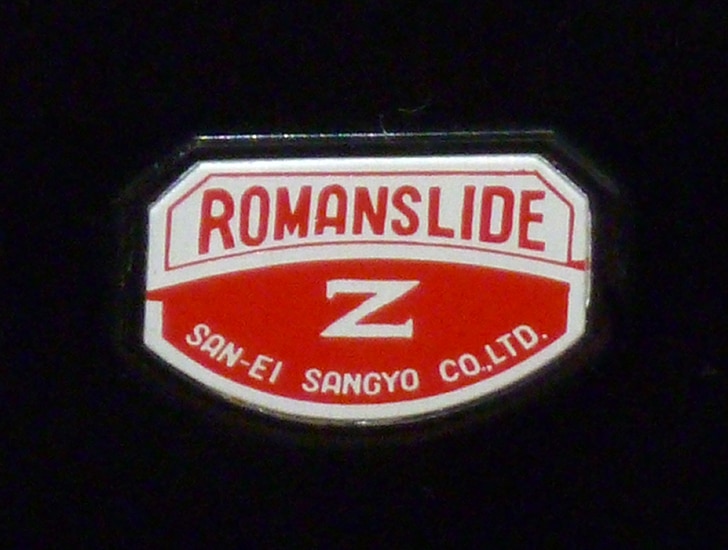 ROMANSLIDE
Z
SAN-EI SANGYO CO.,LTD.